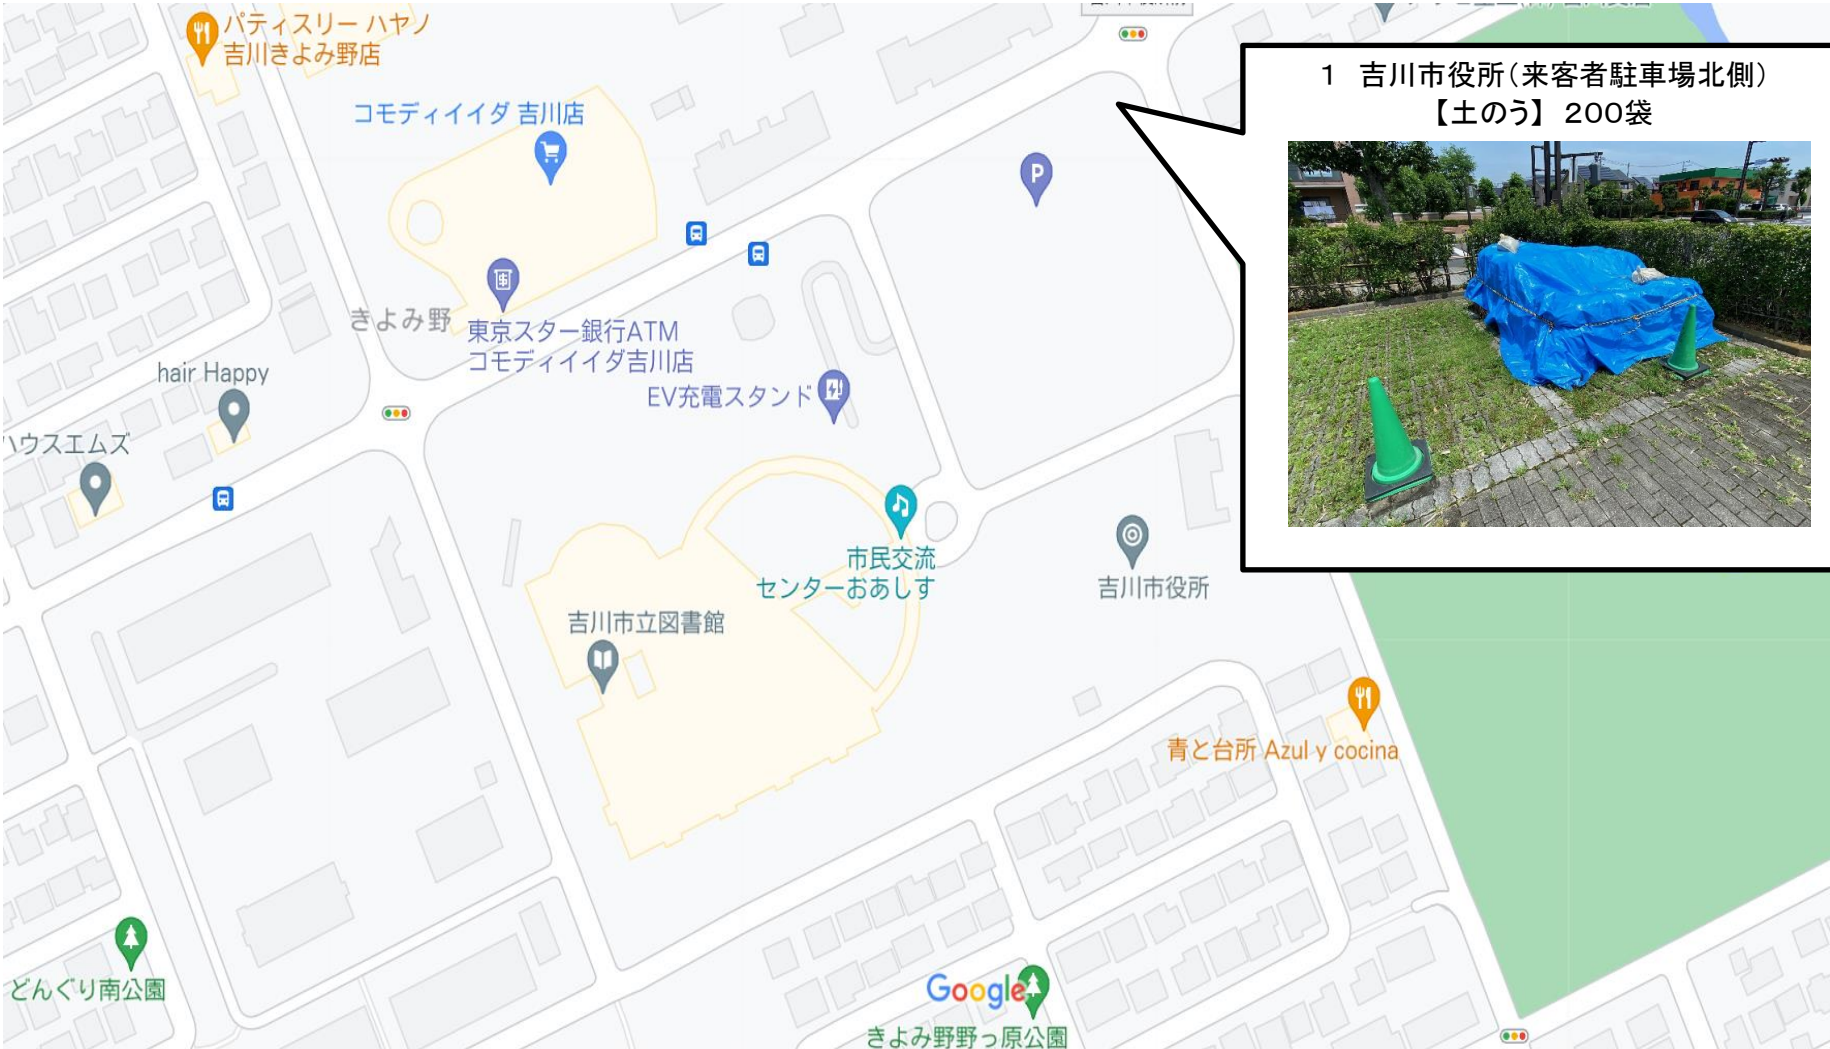 パティスリー ハヤノ
吉川きよみ野店
コモディイイダ 吉川店
1 吉川市役所(来客者駐車場北側)
【土のう】 200袋
P
きよみ野
東京スター銀行ATM
コモディイイダ吉川店
hair Happy
EV充電スタンド
ハウスエムズ
市民交流
センターおあしす
吉川市役所
吉川市立図書館
青と台所 Azul y cocina
どんぐり南公園
Google
きよみ野野っ原公園